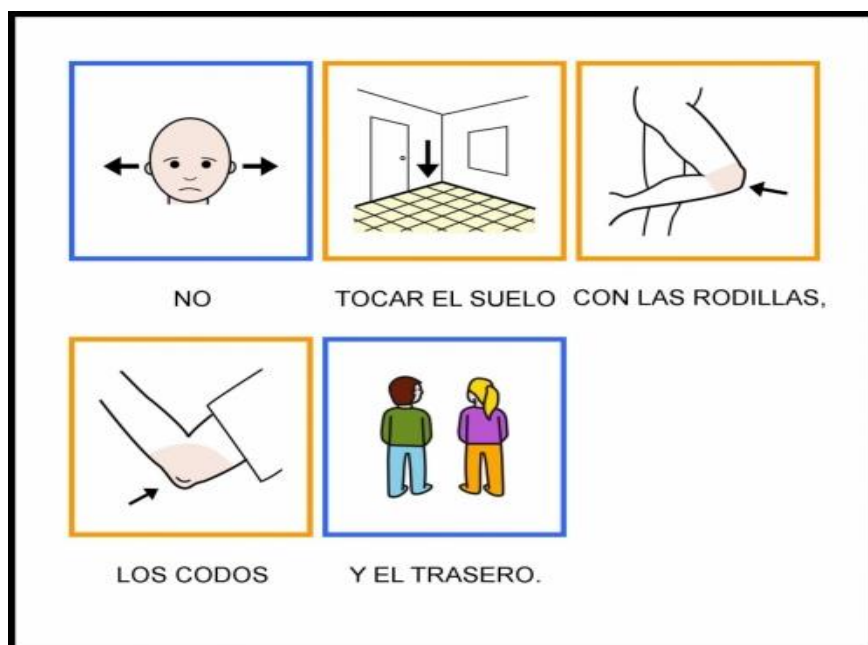 NO TOCAR EL SUELO CON LAS RODILLAS,
LOS CODOS Y EL TRASERO.